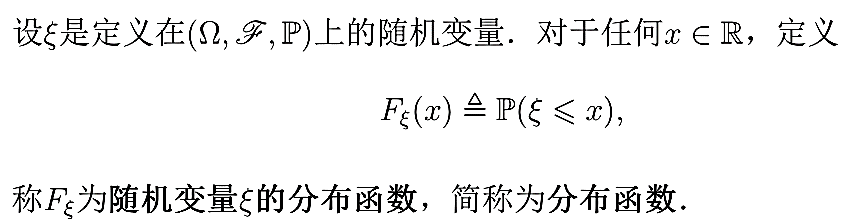 设ξ是定义在(Ω, ℱ, ℙ)上的随机变量. 对于任何x ∈ ℝ, 定义
F_ξ(x) ≜ ℙ(ξ ⩽ x),
称F_ξ为随机变量ξ的分布函数, 简称为分布函数.